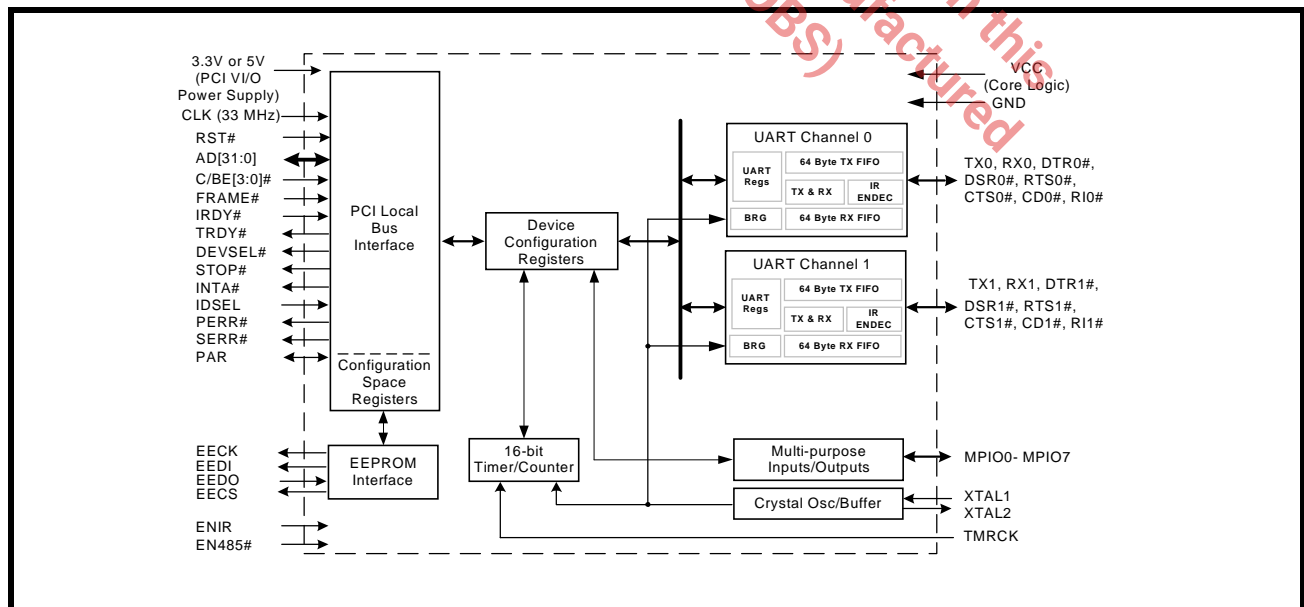 this
factured
OBS)
3.3V or 5V
(PCI VI/O
Power Supply)
CLK (33 MHz)
RST#
AD[31:0]
C/BE[3:0]#
FRAME#
IRDY#
TRDY#
DEVSEL#
STOP#
INTA#
IDSEL
PERR#
SERR#
PAR
EECK
EEDI
EEDO
EECS
ENIR
EN485#
PCI Local
Bus
Interface
Configuration
Space
Registers
EEPROM
Interface
Device
Configuration
Registers
16-bit
Timer/Counter
UART Channel 0
UART
Regs
64 Byte TX FIFO
TX & RX
IR
ENDEC
BRG
64 Byte RX FIFO
UART Channel 1
UART
Regs
64 Byte TX FIFO
TX & RX
IR
ENDEC
BRG
64 Byte RX FIFO
Multi-purpose
Inputs/Outputs
Crystal Osc/Buffer
VCC
(Core Logic)
GND
TX0, RX0, DTR0#,
DSR0#, RTS0#,
CTS0#, CD0#, RI0#
TX1, RX1, DTR1#,
DSR1#, RTS1#,
CTS1#, CD1#, RI1#
MPIO0- MPIO7
XTAL1
XTAL2
TMRCK